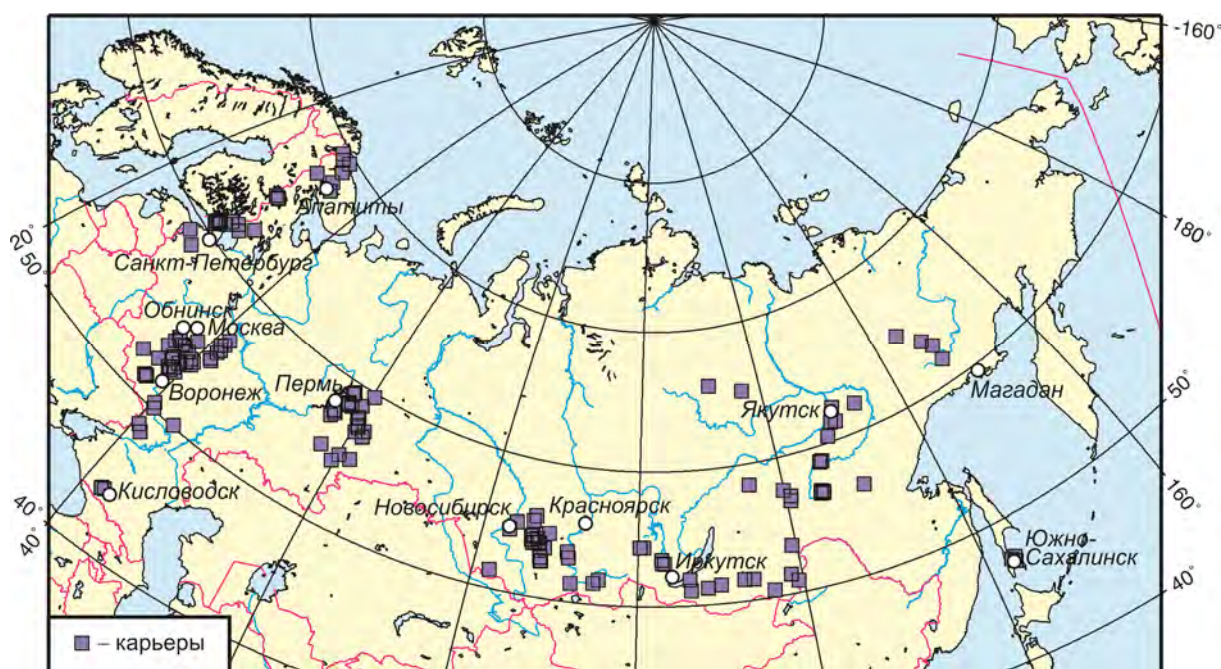 -160°
Апатиты
20°
180°
Санкт-Петербург
50°
Обнинск
Москва
Магадан
50°
Пермь
Воронеж
Якутск
160°
Кисловодск
Новосибирск
Красноярск
40°
Южно-
Сахалинск
Иркутск
40°
40°
– карьеры